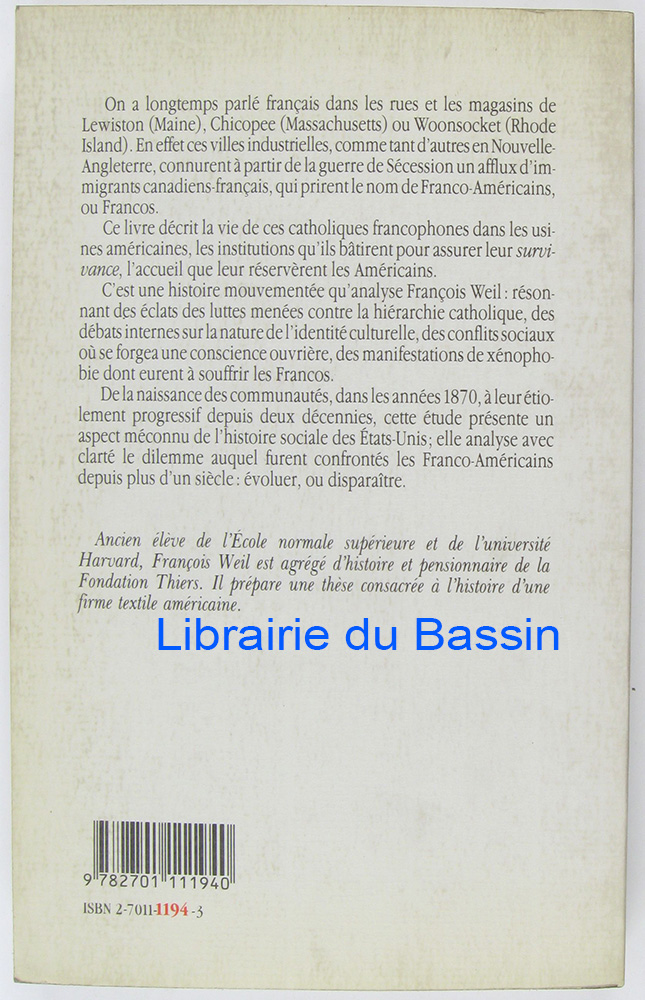 On a longtemps parlé français dans les rues et les magasins de
Lewiston (Maine), Chicopee (Massachusetts) ou Woonsocket (Rhode
Island). En effet ces villes industrielles, comme tant d'autres en Nouvelle-
Angleterre, connurent à partir de la guerre de Sécession un afflux d'im-
migrants canadiens-français, qui prirent le nom de Franco-Américains,
ou Francos.
Ce livre décrit la vie de ces catholiques francophones dans les usi-
nes américaines, les institutions qu'ils bâtirent pour assurer leur survi-
vance, l'accueil que leur réservèrent les Américains.
C'est une histoire mouvementée qu'analyse François Weil : réson-
nant des éclats des luttes menées contre la hiérarchie catholique, des
débats internes sur la nature de l'identité culturelle, des conflits sociaux
où se forgea une conscience ouvrière, des manifestations de xénopho-
bie dont eurent à souffrir les Francos.
De la naissance des communautés, dans les années 1870, à leur étio-
lement progressif depuis deux décennies, cette étude présente un
aspect méconnu de l'histoire sociale des États-Unis; elle analyse avec
clarté le dilemme auquel furent confrontés les Franco-Américains
depuis plus d'un siècle : évoluer, ou disparaître.
Ancien élève de l'École normale supérieure et de l'université
Harvard, François Weil est agrégé d'histoire et pensionnaire de la
Fondation Thiers. Il prépare une thèse consacrée à l'histoire d'une
firme textile américaine.
Librairie du Bassin
9 782701 111940
ISBN 2-7011-1194-3